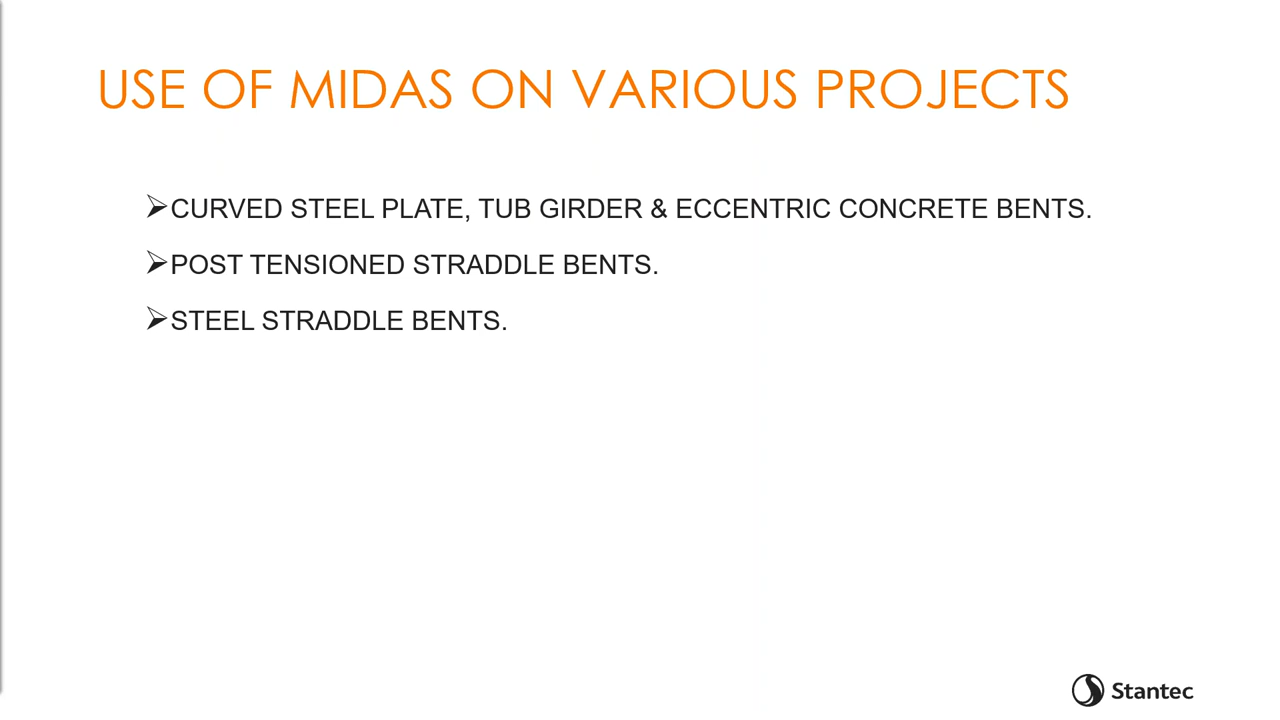 USE OF MIDAS ON VARIOUS PROJECTS
➢CURVED STEEL PLATE, TUB GIRDER & ECCENTRIC CONCRETE BENTS.
➢POST TENSIONED STRADDLE BENTS.
➢STEEL STRADDLE BENTS.
Stantec